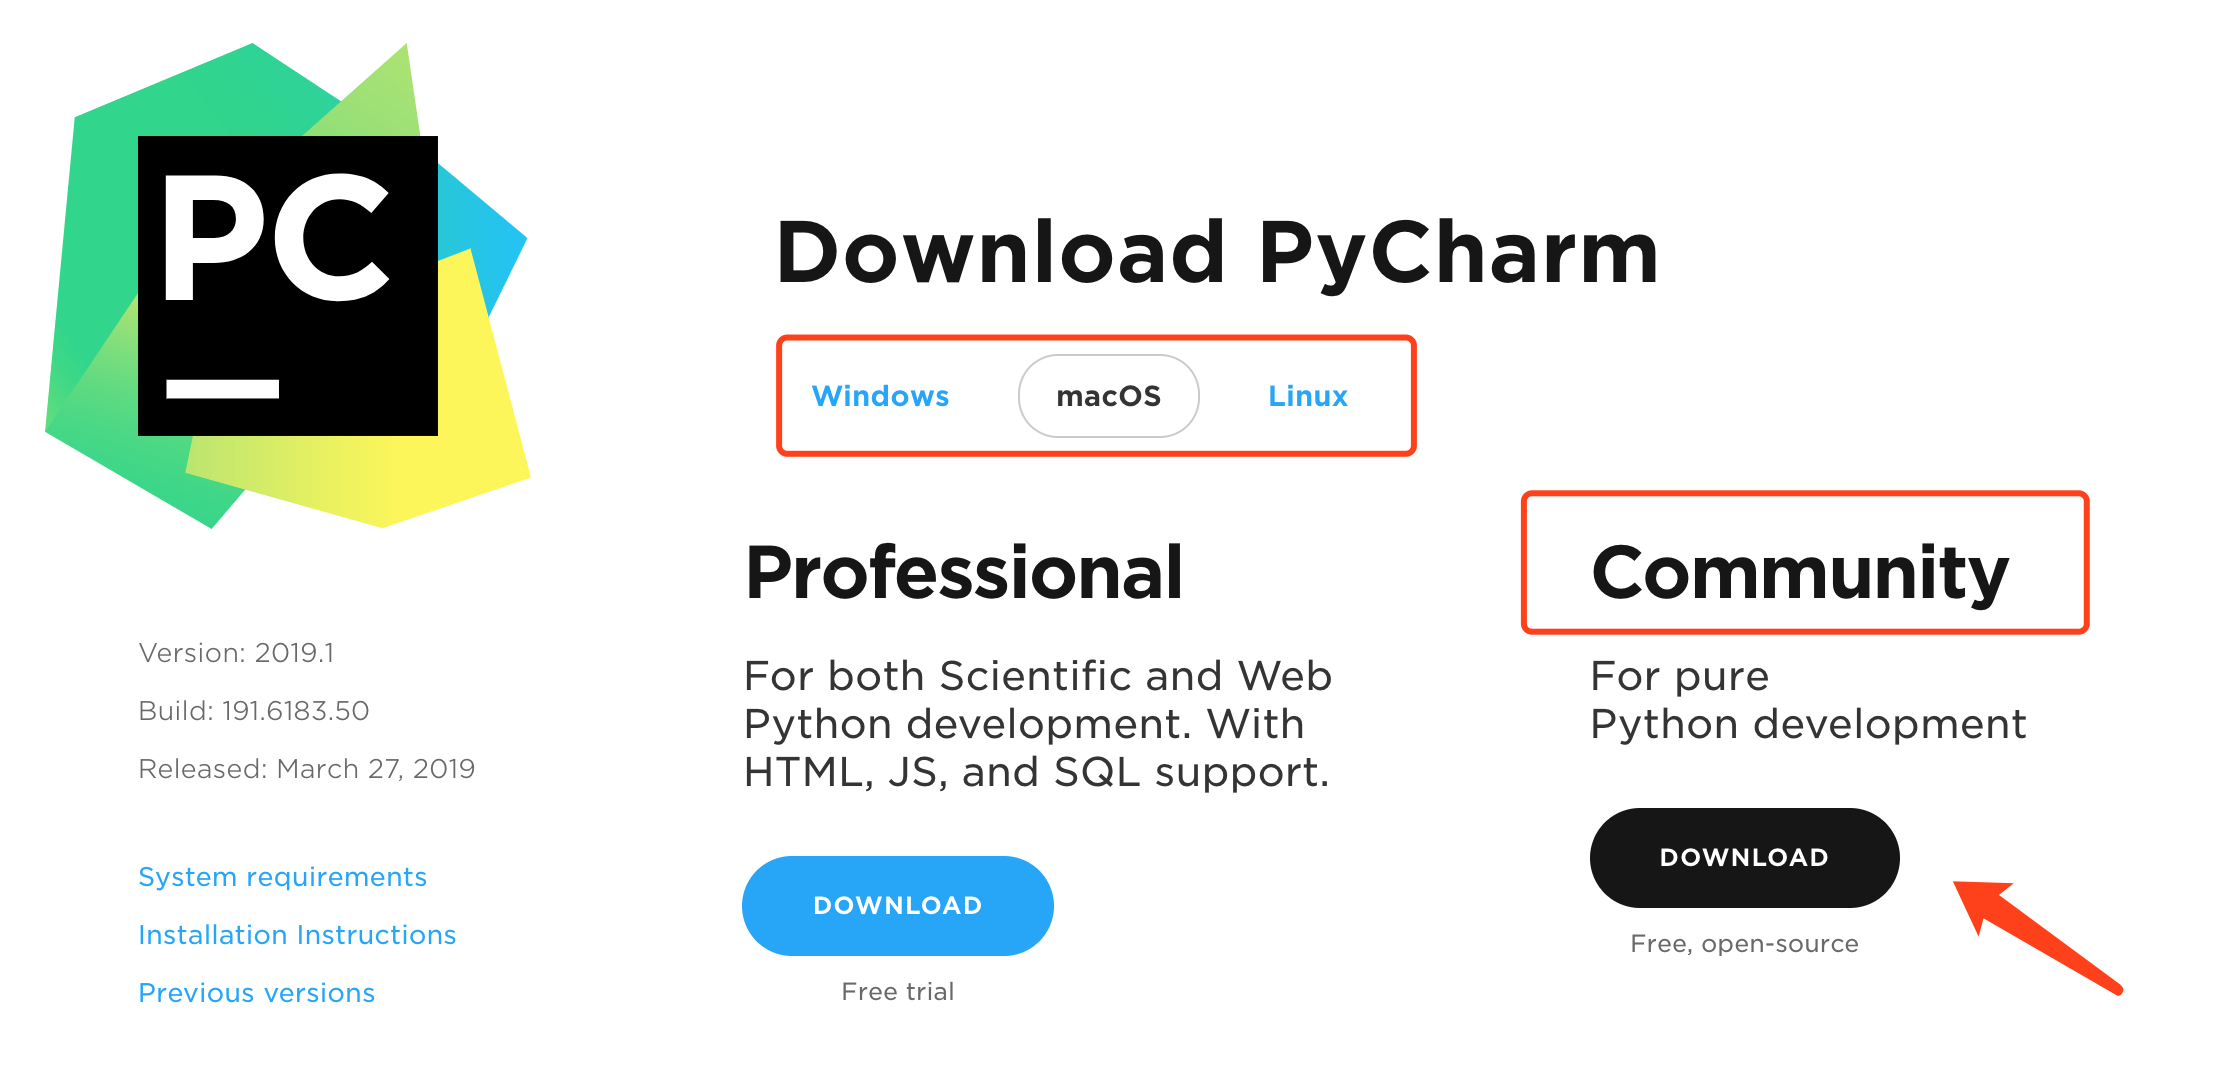 PC
Download PyCharm
Windows macOS Linux
Professional
For both Scientific and Web
Python development. With
HTML, JS, and SQL support.
DOWNLOAD
Free trial
Community
For pure
Python development
DOWNLOAD
Free, open-source
Version: 2019.1
Build: 191.6183.50
Released: March 27, 2019
System requirements
Installation Instructions
Previous versions